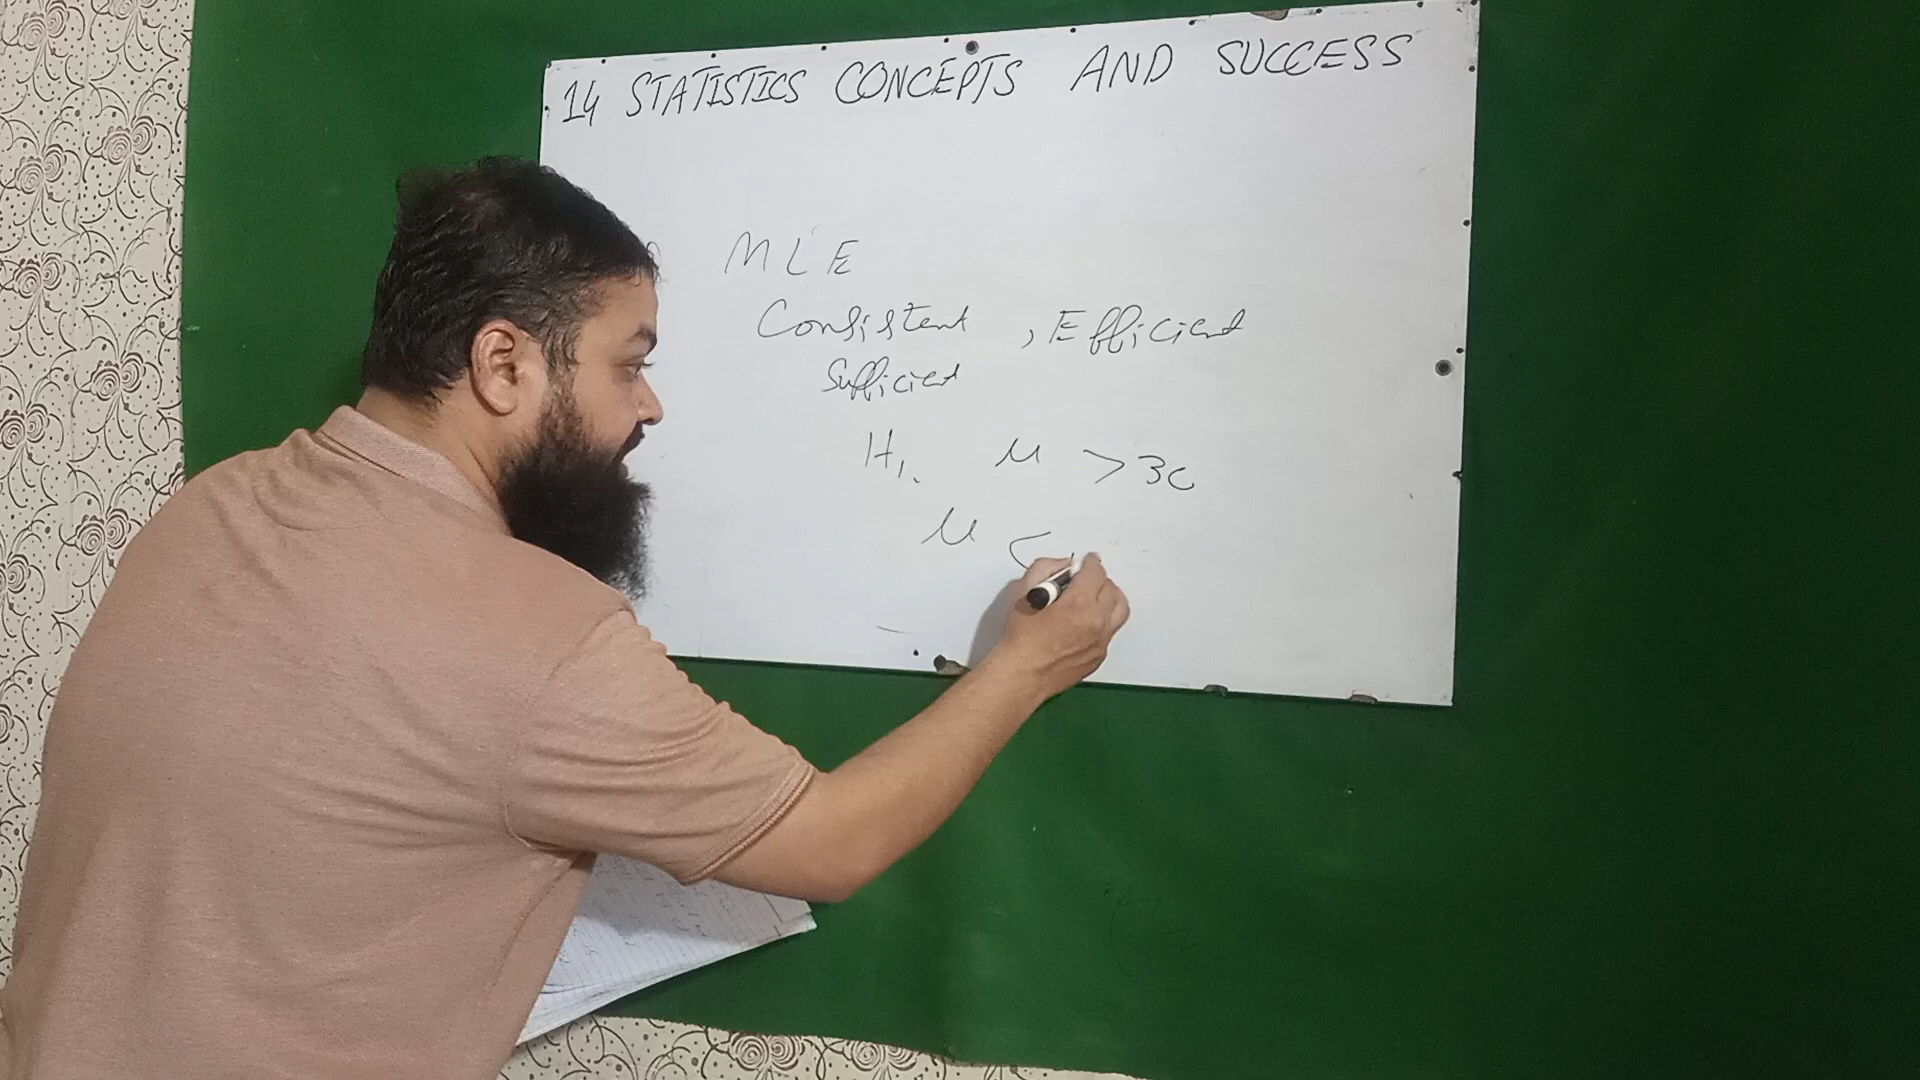 14 STATISTICS CONCEPTS AND SUCCESS
MLE
Consistent , Efficient
Sufficient
H₁. μ > 30
μ <